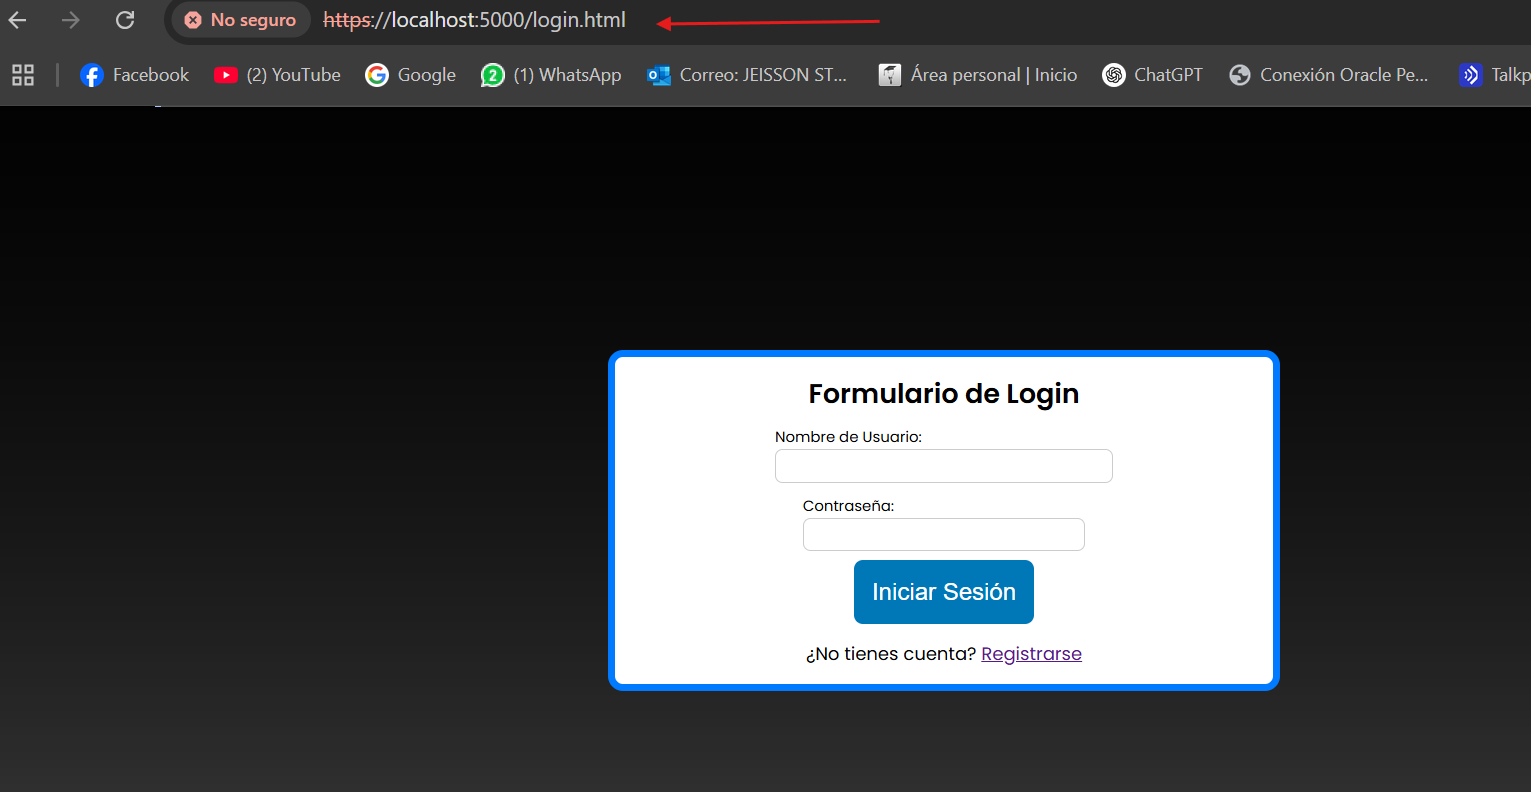 No seguro https://localhost:5000/login.html
Facebook (2) YouTube Google (1) WhatsApp Correo: JEISSON ST... Área personal | Inicio ChatGPT Conexión Oracle Pe... Talkp
Formulario de Login
Nombre de Usuario:
Contraseña:
Iniciar Sesión
¿No tienes cuenta? Registrarse